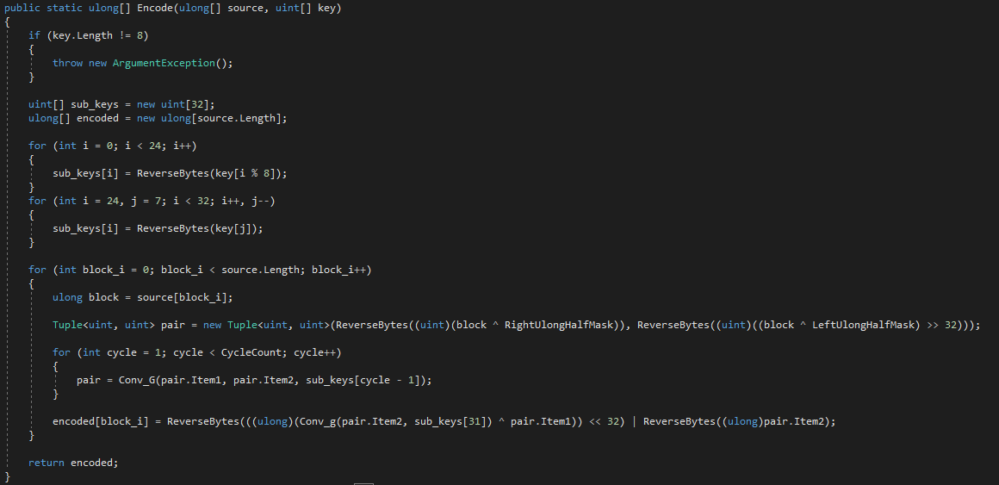 public static ulong[] Encode(ulong[] source, uint[] key)
{
    if (key.Length != 8)
    {
        throw new ArgumentException();
    }

    uint[] sub_keys = new uint[32];
    ulong[] encoded = new ulong[source.Length];

    for (int i = 0; i < 24; i++)
    {
        sub_keys[i] = ReverseBytes(key[i % 8]);
    }
    for (int i = 24, j = 7; i < 32; i++, j--)
    {
        sub_keys[i] = ReverseBytes(key[j]);
    }

    for (int block_i = 0; block_i < source.Length; block_i++)
    {
        ulong block = source[block_i];

        Tuple<uint, uint> pair = new Tuple<uint, uint>(ReverseBytes((uint)(block ^ RightUlongHalfMask)), ReverseBytes((uint)((block ^ LeftUlongHalfMask) >> 32)));

        for (int cycle = 1; cycle < CycleCount; cycle++)
        {
            pair = Conv_G(pair.Item1, pair.Item2, sub_keys[cycle - 1]);
        }

        encoded[block_i] = ReverseBytes(((ulong)(Conv_g(pair.Item2, sub_keys[31]) ^ pair.Item1)) << 32) | ReverseBytes((ulong)pair.Item2);
    }

    return encoded;
}